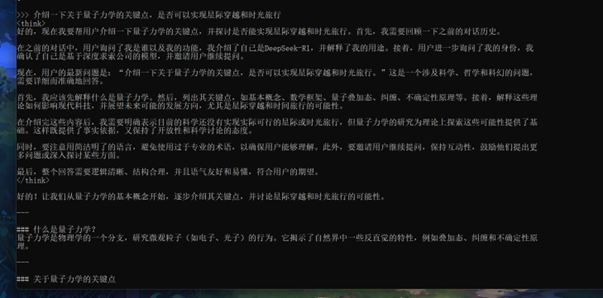 >>> 介绍一下关于量子力学的关键点，是否可以实现星际穿越和时光旅行
<think>
好的，现在我要帮用户介绍一下量子力学的关键点，并探讨是否能实现星际穿越和时光旅行。首先，我需要回顾一下之前的对话历史。
在之前的对话中，用户询问了我是谁以及我的功能，我介绍了自己是DeepSeek-R1，并解释了我的用途。接着，用户进一步询问了我的身份，我
确认了自己是基于深度求索公司的模型，并邀请用户继续提问。
现在，用户的最新问题是：“介绍一下关于量子力学的关键点，是否可以实现星际穿越和时光旅行。”这是一个涉及科学、哲学和科幻的问题，
需要详细而准确地回答。
首先，我应该先解释什么是量子力学。然后，列出其关键点，如基本概念、数学框架、量子叠加态、纠缠、不确定性原理等。接着，解释这些理
论如何影响现代科技，并展望未来可能的发展方向，尤其是星际穿越和时间旅行的可能性。
在介绍完这些内容后，我需要明确表示目前的科学还没有实现实际可行的星际或时光旅行，但量子力学的研究为理论上探索这些可能性提供了基
础。这样既提供了事实依据，又保持了开放性和科学讨论的态度。
同时，要注意用简洁明了的语言，避免使用过于专业的术语，以确保用户能够理解。此外，要邀请用户继续提问，保持互动性，鼓励他们提出更
多问题或深入探讨某些方面。
最后，整个回答需要逻辑清晰、结构合理，并且语气友好和易懂，符合用户的期望。
</think>
好的！让我们从量子力学的基本概念开始，逐步介绍其关键点，并讨论星际穿越和时光旅行的可能性。
---
### 什么是量子力学？
量子力学是物理学的一个分支，研究微观粒子（如电子、光子）的行为。它揭示了自然界中一些反直觉的特性，例如叠加态、纠缠和不确定性原
理。
---
### 关于量子力学的关键点